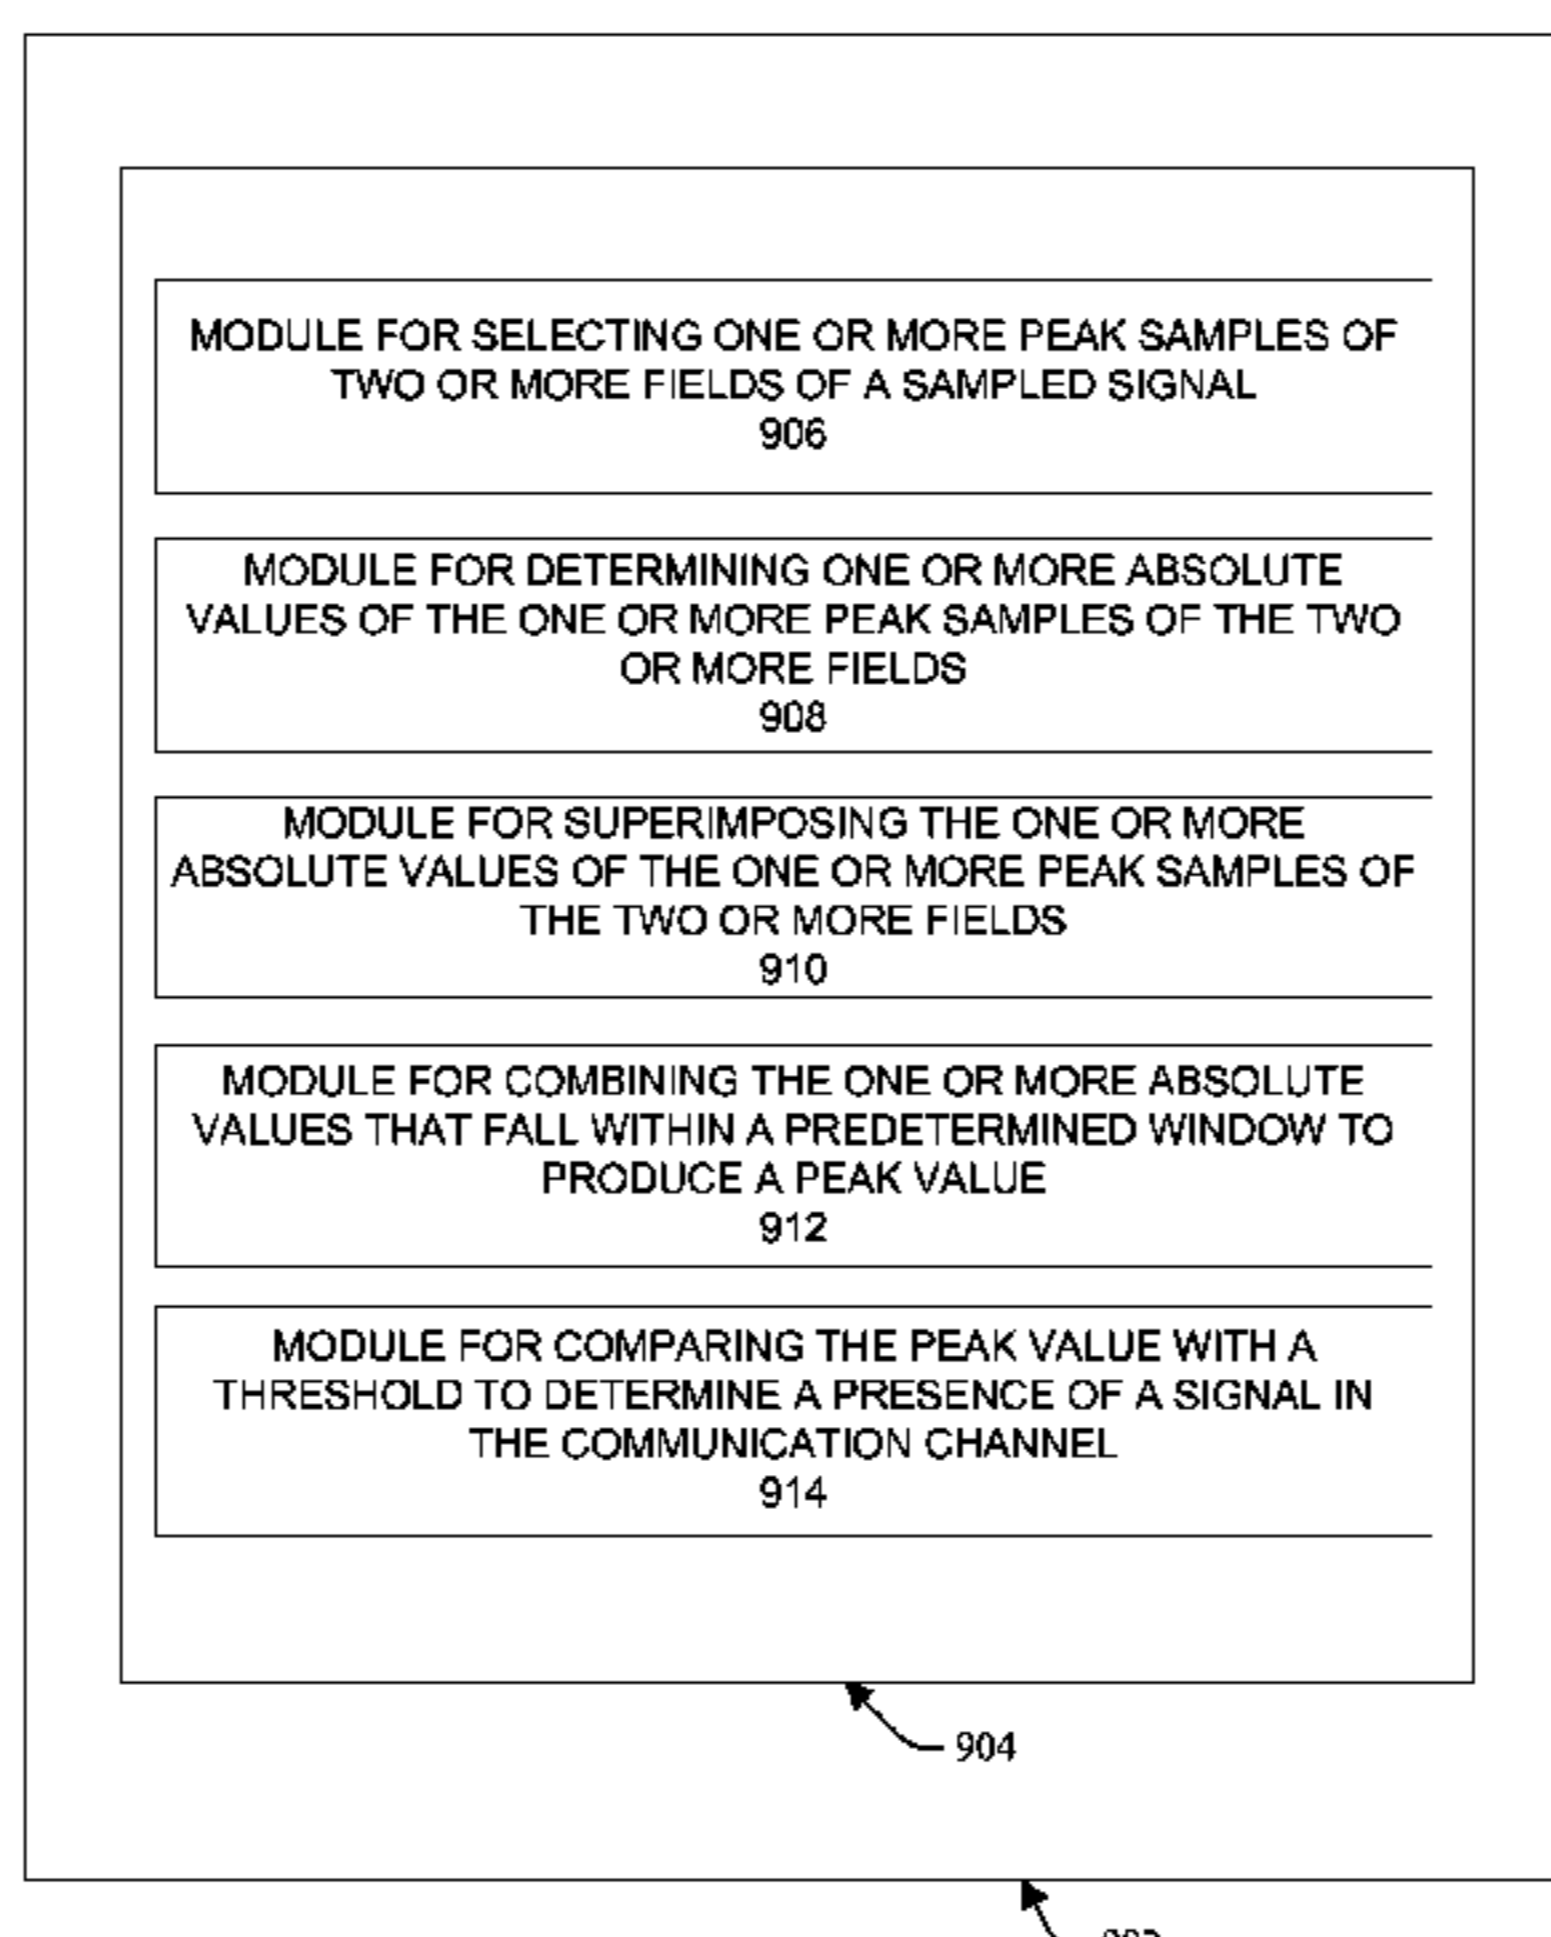 MODULE FOR SELECTING ONE OR MORE PEAK SAMPLES OF
TWO OR MORE FIELDS OF A SAMPLED SIGNAL
906
MODULE FOR DETERMINING ONE OR MORE ABSOLUTE
VALUES OF THE ONE OR MORE PEAK SAMPLES OF THE TWO
OR MORE FIELDS
908
MODULE FOR SUPERIMPOSING THE ONE OR MORE
ABSOLUTE VALUES OF THE ONE OR MORE PEAK SAMPLES OF
THE TWO OR MORE FIELDS
910
MODULE FOR COMBINING THE ONE OR MORE ABSOLUTE
VALUES THAT FALL WITHIN A PREDETERMINED WINDOW TO
PRODUCE A PEAK VALUE
912
MODULE FOR COMPARING THE PEAK VALUE WITH A
THRESHOLD TO DETERMINE A PRESENCE OF A SIGNAL IN
THE COMMUNICATION CHANNEL
914
904